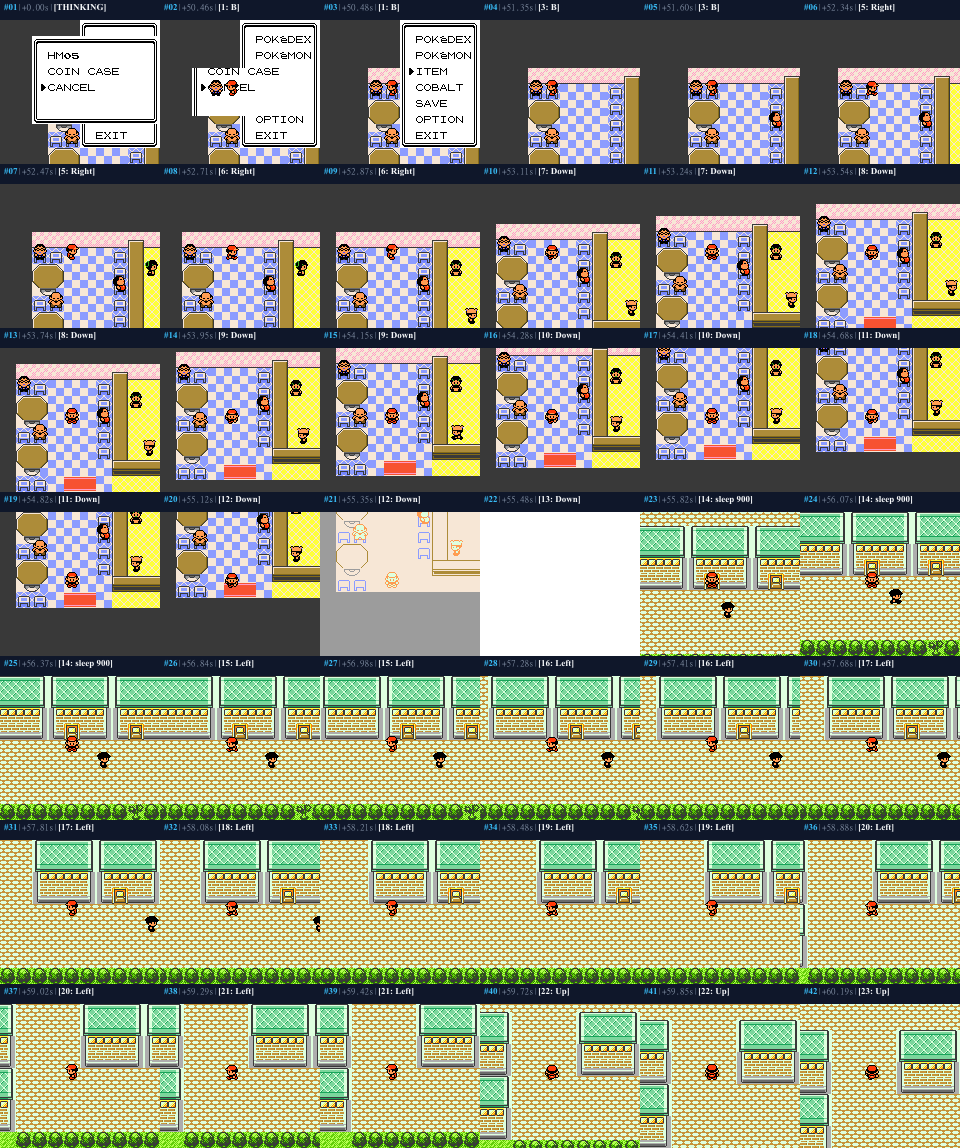 #01|+0.00s| [THINKING]
#02|+50.46s| [1: B]
#03|+50.48s| [1: B]
#04|+51.35s| [3: B]
#05|+51.60s| [3: B]
#06|+52.34s| [5: Right]
HM05
COIN CASE
▶CANCEL
EXIT
POKéDEX
POKéMON
COIN CASE
OPTION
EXIT
POKéDEX
POKéMON
▶ITEM
COBALT
SAVE
OPTION
EXIT
#07|+52.47s| [5: Right]
#08|+52.71s| [6: Right]
#09|+52.87s| [6: Right]
#10|+53.11s| [7: Down]
#11|+53.24s| [7: Down]
#12|+53.54s| [8: Down]
#13|+53.74s| [8: Down]
#14|+53.95s| [9: Down]
#15|+54.15s| [9: Down]
#16|+54.28s| [10: Down]
#17|+54.41s| [10: Down]
#18|+54.68s| [11: Down]
#19|+54.82s| [11: Down]
#20|+55.12s| [12: Down]
#21|+55.35s| [12: Down]
#22|+55.48s| [13: Down]
#23|+55.82s| [14: sleep 900]
#24|+56.07s| [14: sleep 900]
#25|+56.37s| [14: sleep 900]
#26|+56.84s| [15: Left]
#27|+56.98s| [15: Left]
#28|+57.28s| [16: Left]
#29|+57.41s| [16: Left]
#30|+57.68s| [17: Left]
#31|+57.81s| [17: Left]
#32|+58.08s| [18: Left]
#33|+58.21s| [18: Left]
#34|+58.48s| [19: Left]
#35|+58.62s| [19: Left]
#36|+58.88s| [20: Left]
#37|+59.02s| [20: Left]
#38|+59.29s| [21: Left]
#39|+59.42s| [21: Left]
#40|+59.72s| [22: Up]
#41|+59.85s| [22: Up]
#42|+60.19s| [23: Up]